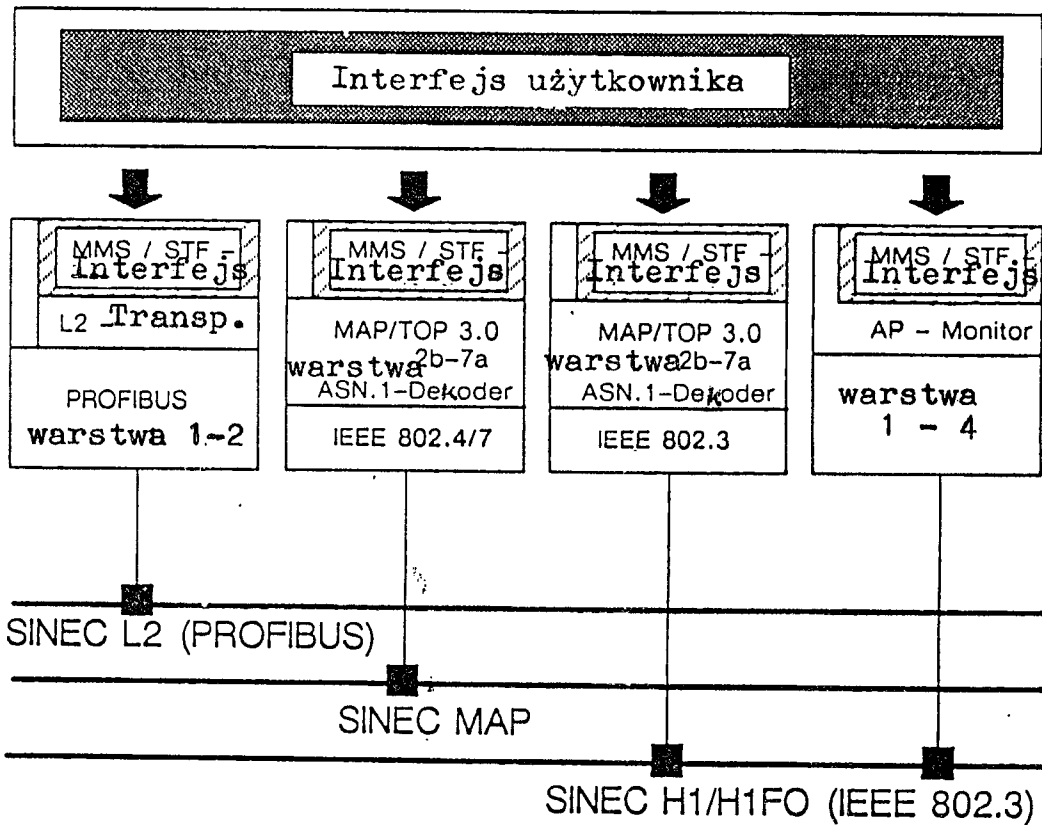 Interfejs użytkownika
MMS / STF -
Interfejs
L2 -Transp.
PROFIBUS
warstwa 1-2
MMS / STF -
Interfejs
MAP/TOP 3.0
warstwa 2b-7a
ASN.1-Dekoder
IEEE 802.4/7
MMS / STF -
Interfejs
MAP/TOP 3.0
warstwa 2b-7a
ASN.1-Dekoder
IEEE 802.3
MMS / STF -
Interfejs
AP - Monitor
warstwa
1 - 4
SINEC L2 (PROFIBUS)
SINEC MAP
SINEC H1/H1FO (IEEE 802.3)